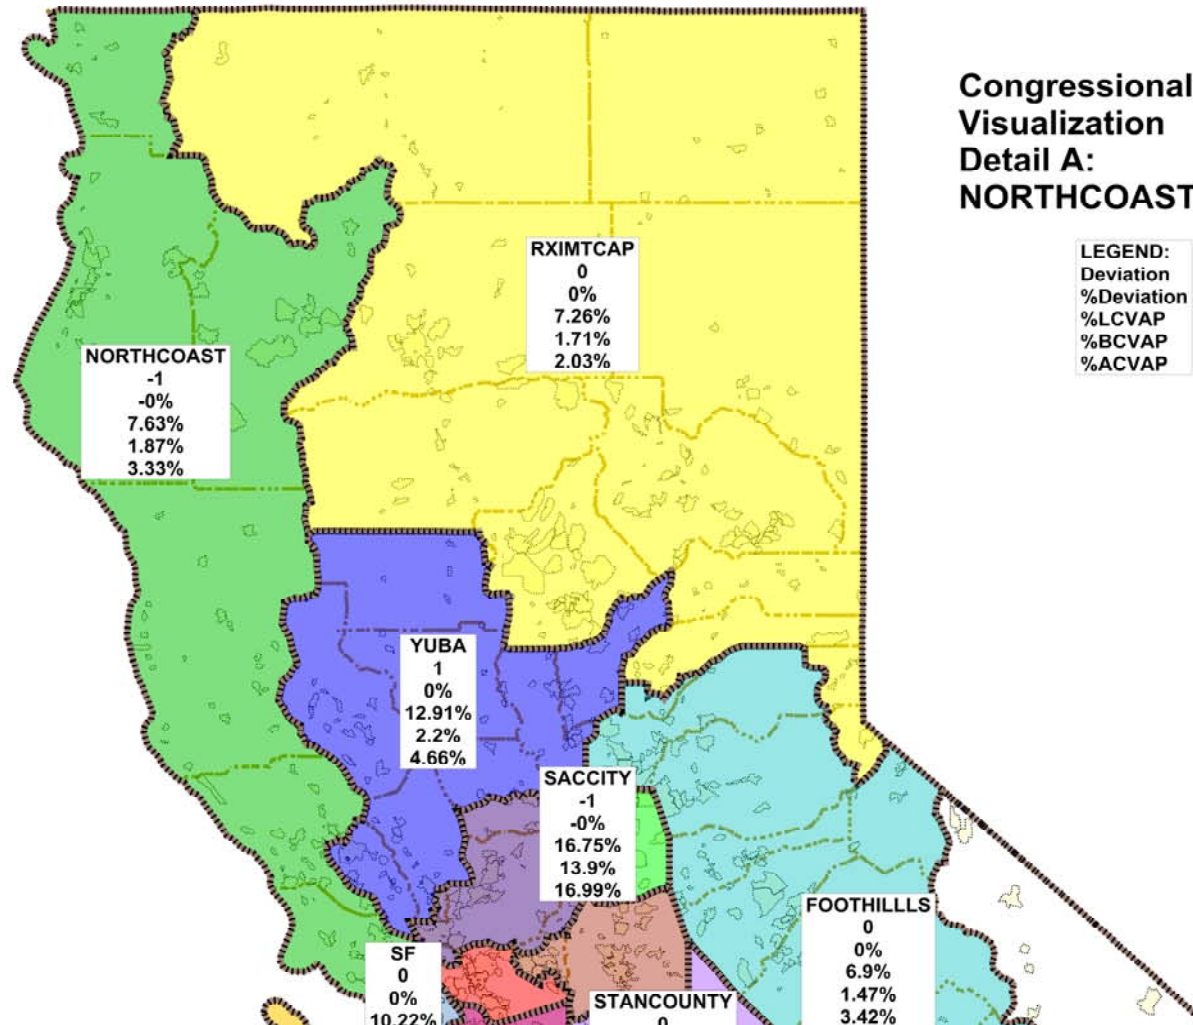 Congressional
Visualization
Detail A:
NORTHCOAST
LEGEND:
Deviation
%Deviation
%LCVAP
%BCVAP
%ACVAP
RXIMTCAP
0
0%
7.26%
1.71%
2.03%
NORTHCOAST
-1
-0%
7.63%
1.87%
3.33%
YUBA
1
0%
12.91%
2.2%
4.66%
SACCITY
-1
-0%
16.75%
13.9%
16.99%
FOOTHILLLS
0
0%
6.9%
1.47%
3.42%
SF
0
0%
10.22%
STANCOUNTY
0